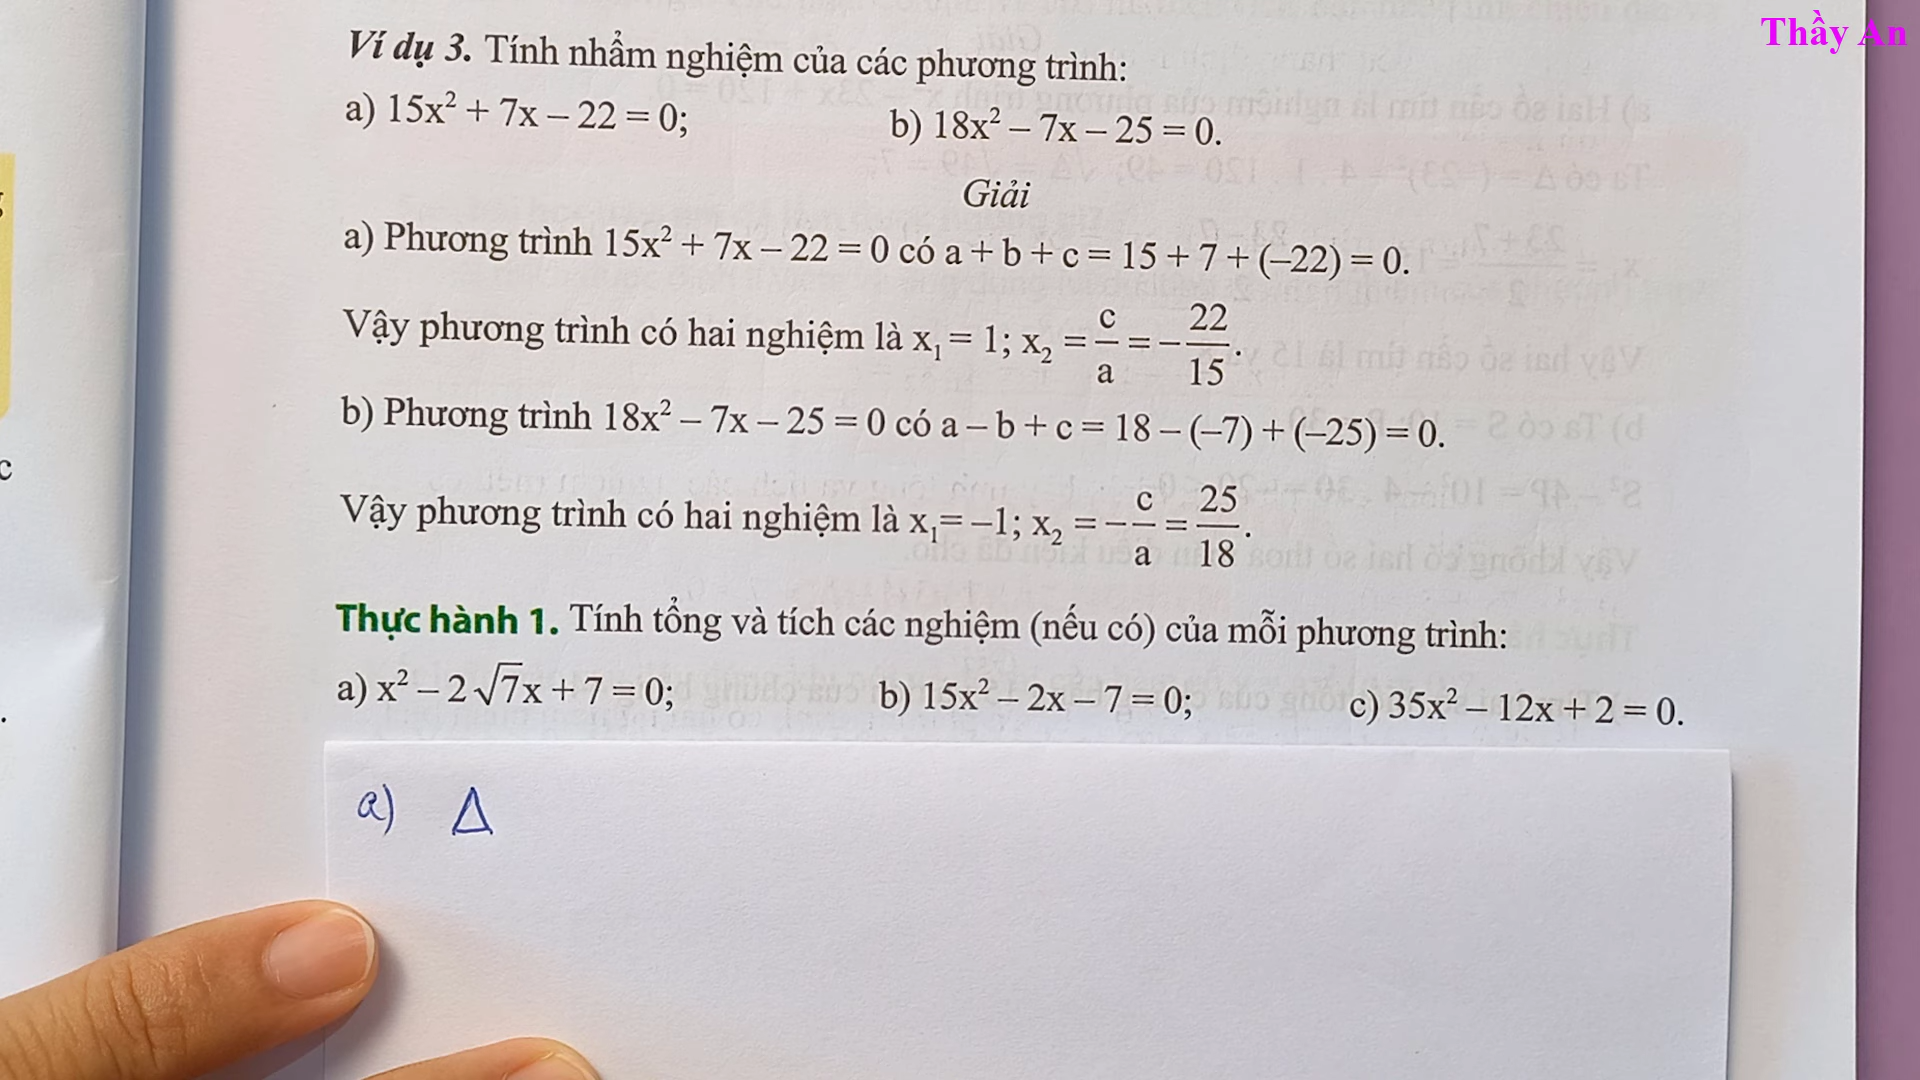 Thầy An
Ví dụ 3. Tính nhẩm nghiệm của các phương trình:
a) 15x² + 7x – 22 = 0; b) 18x² – 7x – 25 = 0.
Giải
a) Phương trình 15x² + 7x – 22 = 0 có a + b + c = 15 + 7 + (–22) = 0.
Vậy phương trình có hai nghiệm là x₁ = 1; x₂ = c/a = –22/15.
b) Phương trình 18x² – 7x – 25 = 0 có a – b + c = 18 – (–7) + (–25) = 0.
Vậy phương trình có hai nghiệm là x₁= –1; x₂ = –c/a = 25/18.
Thực hành 1. Tính tổng và tích các nghiệm (nếu có) của mỗi phương trình:
a) x² – 2√7x + 7 = 0; b) 15x² – 2x – 7 = 0; c) 35x² – 12x + 2 = 0.
a) Δ